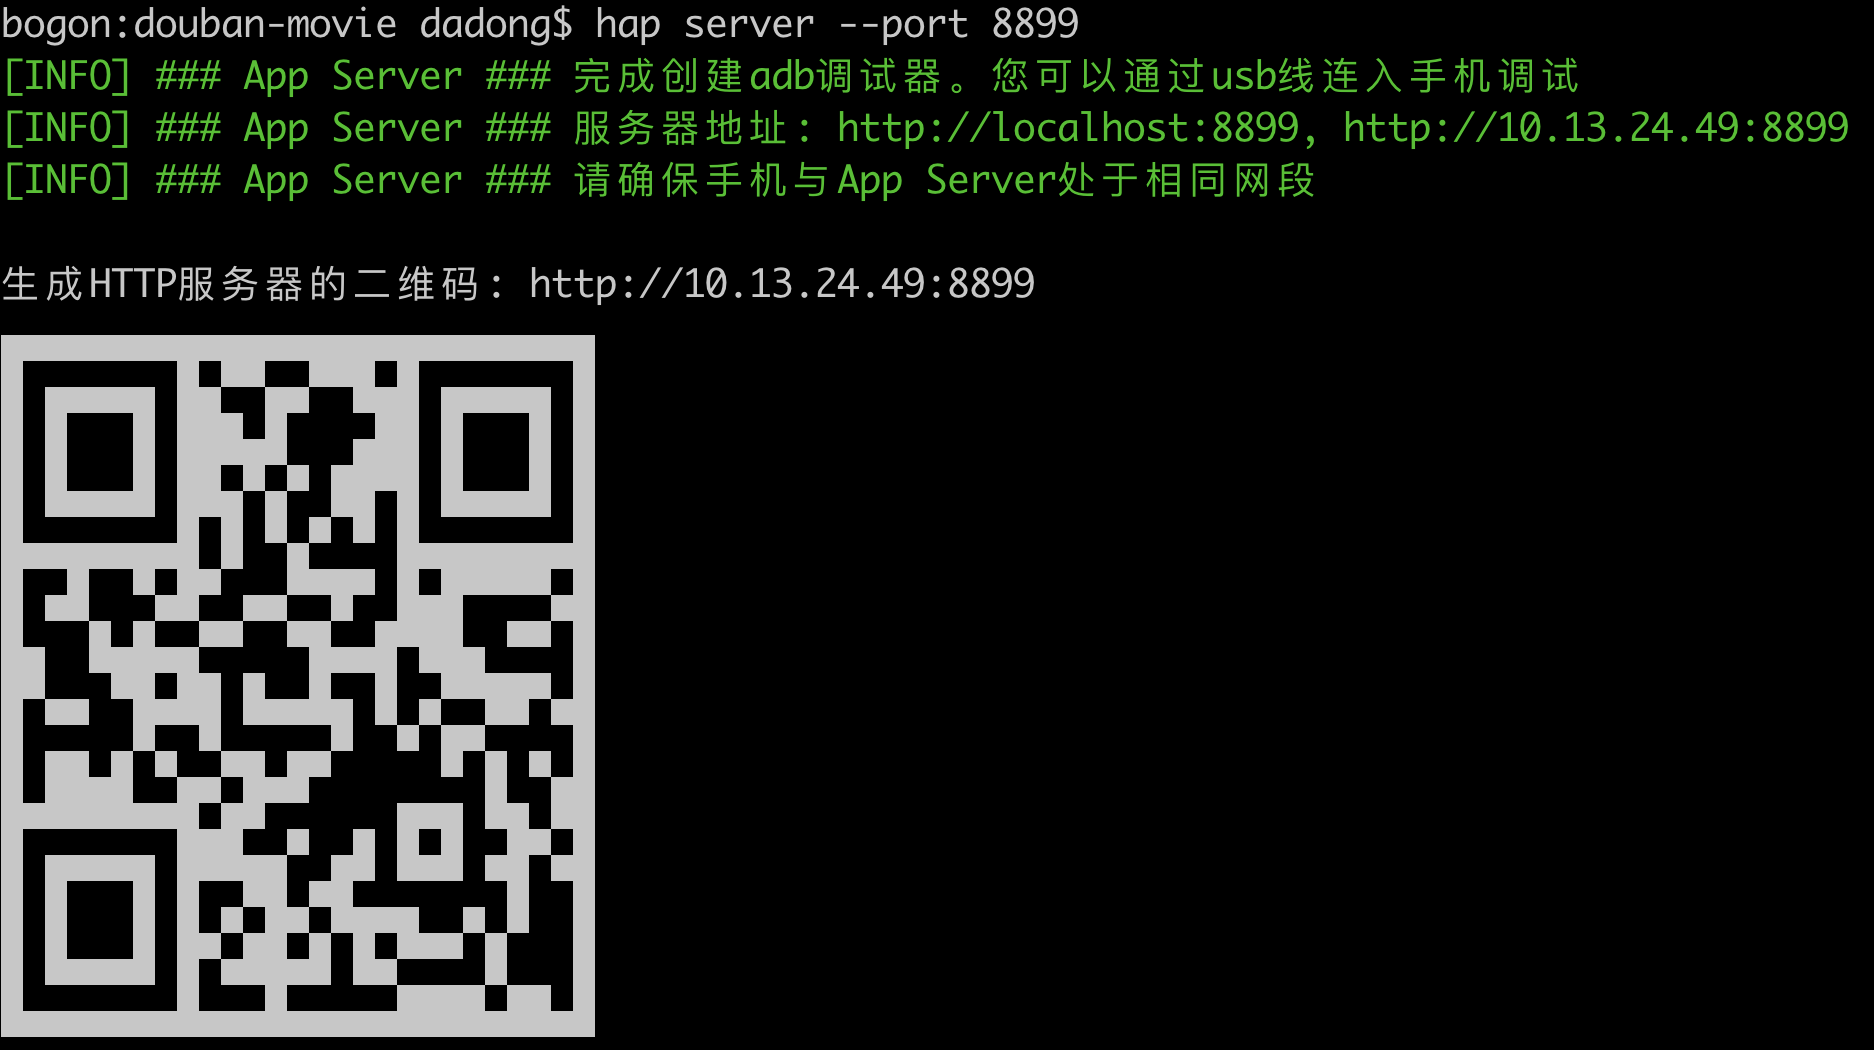 bogon:douban-movie dadong$ hap server --port 8899
[INFO] ### App Server ### 完成创建adb调试器。您可以通过usb线连入手机调试
[INFO] ### App Server ### 服务器地址: http://localhost:8899, http://10.13.24.49:8899
[INFO] ### App Server ### 请确保手机与App Server处于相同网段
生成HTTP服务器的二维码: http://10.13.24.49:8899